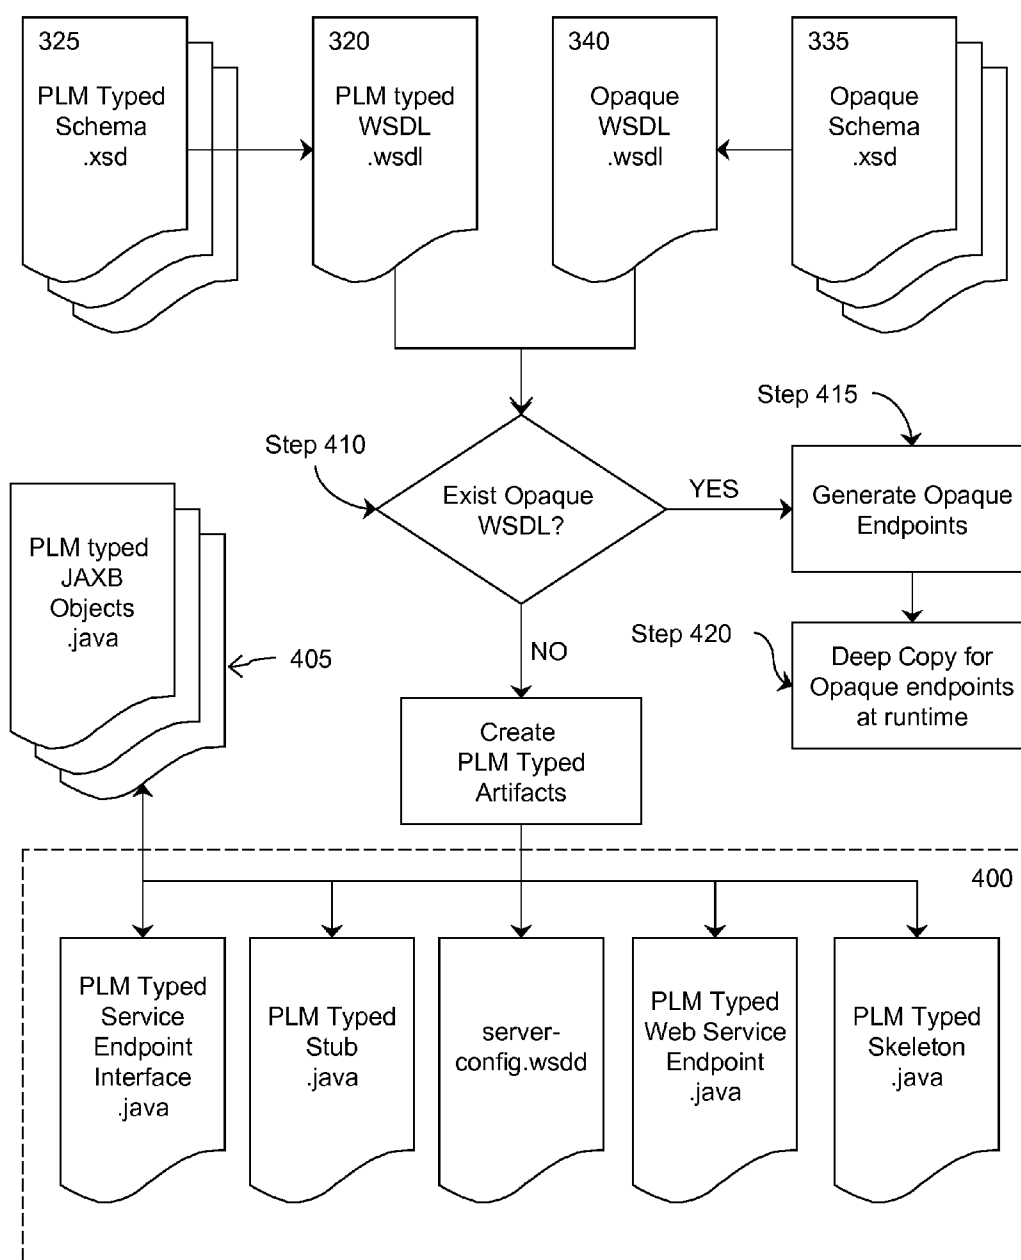 325
PLM Typed
Schema
.xsd
320
PLM typed
WSDL
.wsdl
340
Opaque
WSDL
.wsdl
335
Opaque
Schema
.xsd
Step 415
Step 410
Exist Opaque
WSDL?
YES
Generate Opaque
Endpoints
PLM typed
JAXB
Objects
.java
405
NO
Step 420
Deep Copy for
Opaque endpoints
at runtime
Create
PLM Typed
Artifacts
400
PLM Typed
Service
Endpoint
Interface
.java
PLM Typed
Stub
.java
server-
config.wsdd
PLM Typed
Web Service
Endpoint
.java
PLM Typed
Skeleton
.java